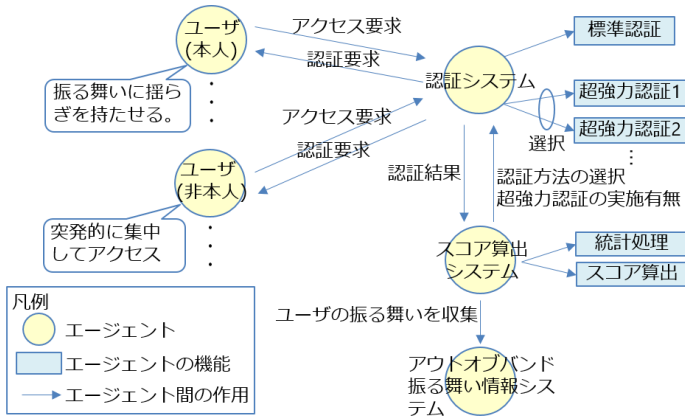 ユーザ
(本人)
アクセス要求
認証要求
振る舞いに揺ら
ぎを持たせる。
・
・
・
アクセス要求
認証要求
ユーザ
(非本人)
突発的に集中
してアクセス
・
・
・
認証システム
標準認証
超強力認証1
超強力認証2
選択
…
認証結果
認証方法の選択
超強力認証の実施有無
スコア算出
システム
統計処理
スコア算出
ユーザの振る舞いを収集
アウトオブバンド
振る舞い情報シス
テム
凡例
エージェント
エージェントの機能
エージェント間の作用